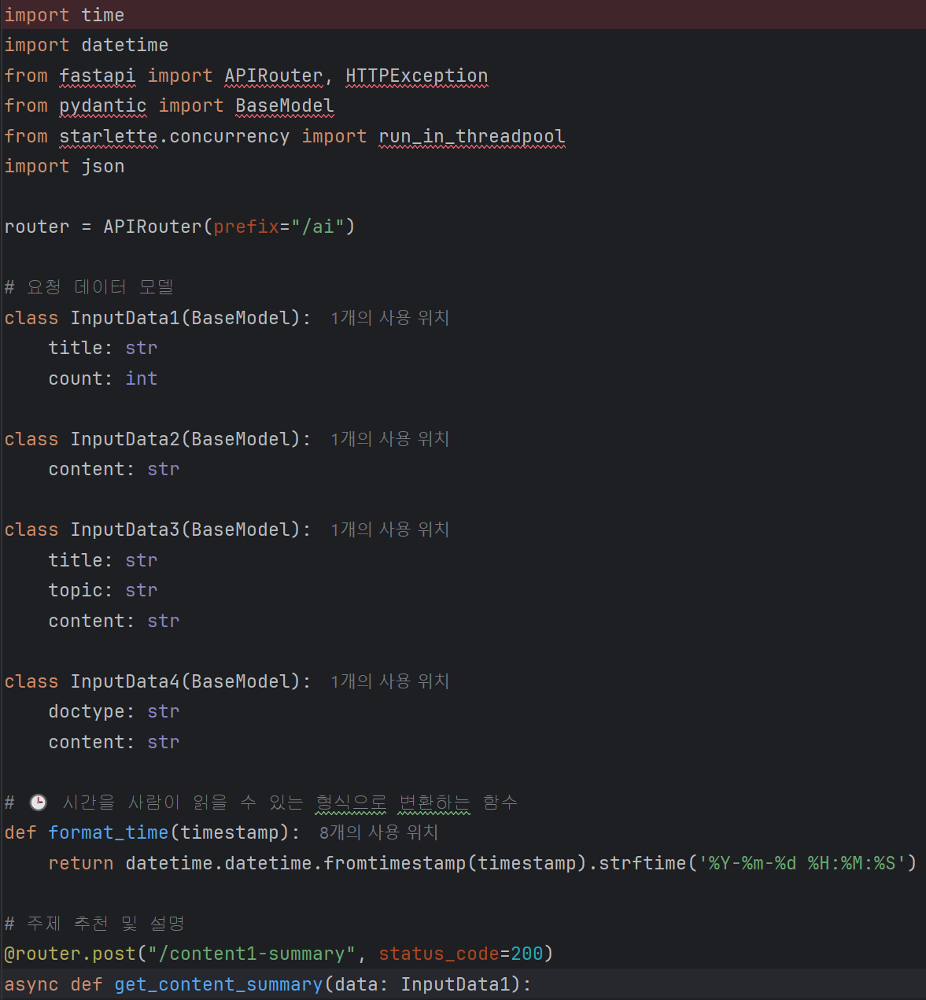 import time
import datetime
from fastapi import APIRouter, HTTPException
from pydantic import BaseModel
from starlette.concurrency import run_in_threadpool
import json
router = APIRouter(prefix="/ai")
# 요청 데이터 모델
class InputData1(BaseModel): 1개의 사용 위치
    title: str
    count: int
class InputData2(BaseModel): 1개의 사용 위치
    content: str
class InputData3(BaseModel): 1개의 사용 위치
    title: str
    topic: str
    content: str
class InputData4(BaseModel): 1개의 사용 위치
    doctype: str
    content: str
# 🕒 시간을 사람이 읽을 수 있는 형식으로 변환하는 함수
def format_time(timestamp): 8개의 사용 위치
    return datetime.datetime.fromtimestamp(timestamp).strftime('%Y-%m-%d %H:%M:%S')
# 주제 추천 및 설명
@router.post("/content1-summary", status_code=200)
async def get_content_summary(data: InputData1):